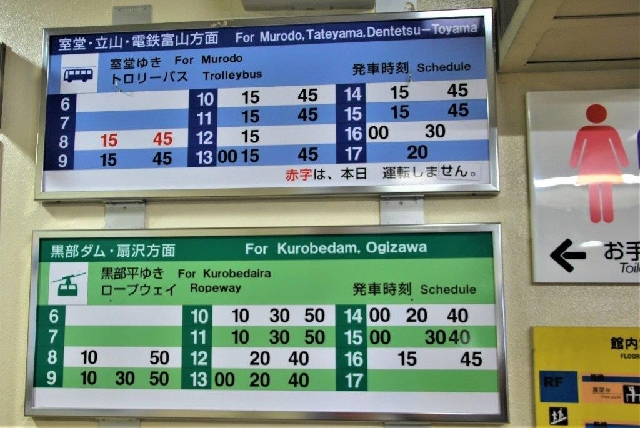 室堂・立山・電鉄富山方面 For Murodo,Tateyama,Dentetsu－Toyama
室堂ゆき For Murodo
トロリーバス Trolleybus 発車時刻 Schedule
6 10 15 45 14 15 45
7 11 15 45 15 15 45
8 15 45 12 15 16 00 30
9 15 45 13 00 15 45 17 20
赤字は、本日 運転しません。
黒部ダム・扇沢方面 For Kurobedam, Ogizawa
黒部平ゆき For Kurobedaira
ロープウェイ Ropeway 発車時刻 Schedule
6 10 10 30 50 14 00 20 40
7 11 10 30 50 15 00 30 40
8 10 50 12 20 40 16 15 45
9 10 30 50 13 00 20 40 17
お手
Toile
館内
FLOOR
RF